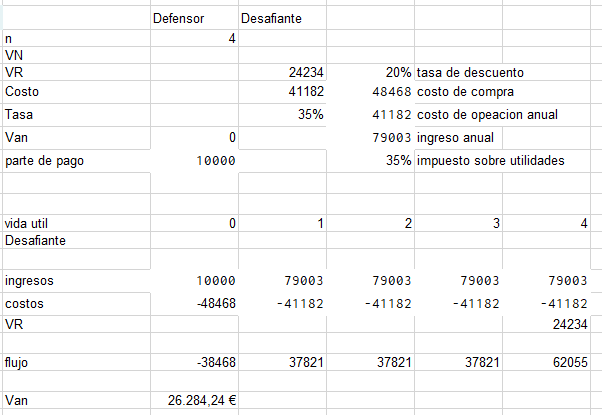 Defensor Desafiante
n 4
VN
VR 24234 20% tasa de descuento
Costo 41182 48468 costo de compra
Tasa 35% 41182 costo de opeacion anual
Van 0 79003 ingreso anual
parte de pago 10000 35% impuesto sobre utilidades
vida util 0 1 2 3 4
Desafiante
ingresos 10000 79003 79003 79003 79003
costos -48468 -41182 -41182 -41182 -41182
VR 24234
flujo -38468 37821 37821 37821 62055
Van 26.284,24 €